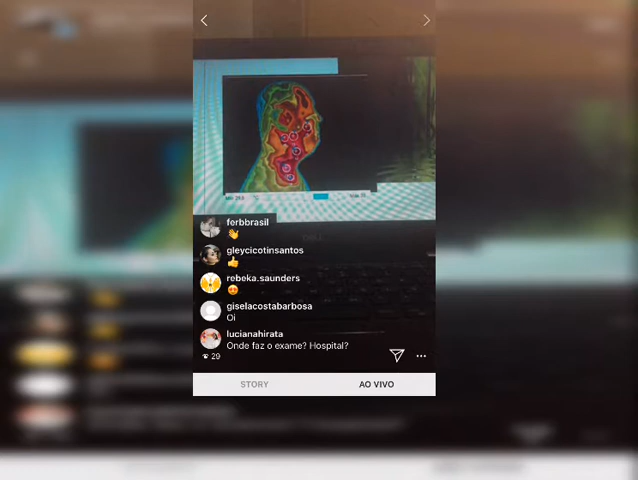 ferbbrasil
👋
gleycicotinsantos
👍
rebeka.saunders
😍
giselacostabarbosa
Oi
lucianahirata
Onde faz o exame? Hospital?
29
STORY
AO VIVO